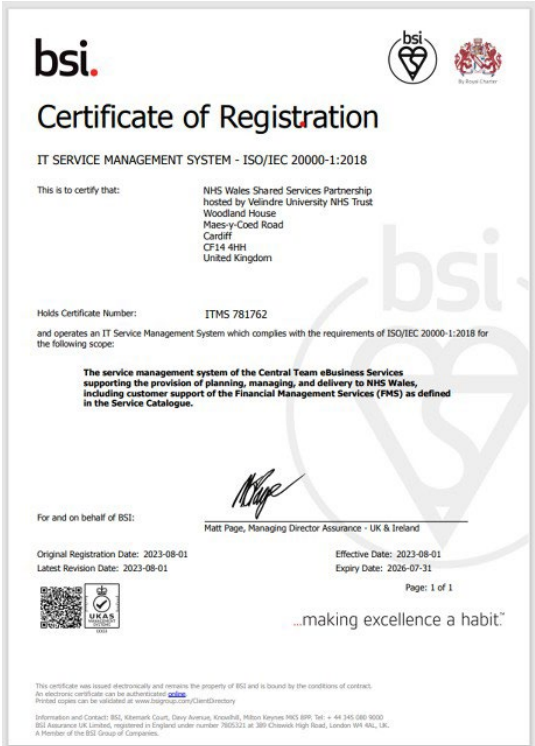 bsi.
bsi
By Royal Charter
Certificate of Registration
IT SERVICE MANAGEMENT SYSTEM - ISO/IEC 20000-1:2018
This is to certify that:
NHS Wales Shared Services Partnership
hosted by Velindre University NHS Trust
Woodland House
Maes-y-Coed Road
Cardiff
CF14 4HH
United Kingdom
bsi
Holds Certificate Number:
ITMS 781762
and operates an IT Service Management System which complies with the requirements of ISO/IEC 20000-1:2018 for
the following scope:
The service management system of the Central Team eBusiness Services
supporting the provision of planning, managing, and delivery to NHS Wales,
including customer support of the Financial Management Services (FMS) as defined
in the Service Catalogue.
For and on behalf of BSI:
Matt Page, Managing Director Assurance - UK & Ireland
Original Registration Date: 2023-08-01
Effective Date: 2023-08-01
Latest Revision Date: 2023-08-01
Expiry Date: 2026-07-31
Page: 1 of 1
UKAS
MANAGEMENT
SYSTEMS
...making excellence a habit.™
This certificate was issued electronically and remains the property of BSI and is bound by the conditions of contract.
An electronic certificate can be authenticated online.
Printed copies can be validated at www.bsigroup.com/ClientDirectory
Information and Contact: BSI, Kitemark Court, Davy Avenue, Knowlhill, Milton Keynes MK5 8PP. Tel: + 44 345 080 9000
BSI Assurance UK Limited, registered in England under number 7805321 at 389 Chiswick High Road, London W4 4AL, UK.
A Member of the BSI Group of Companies.